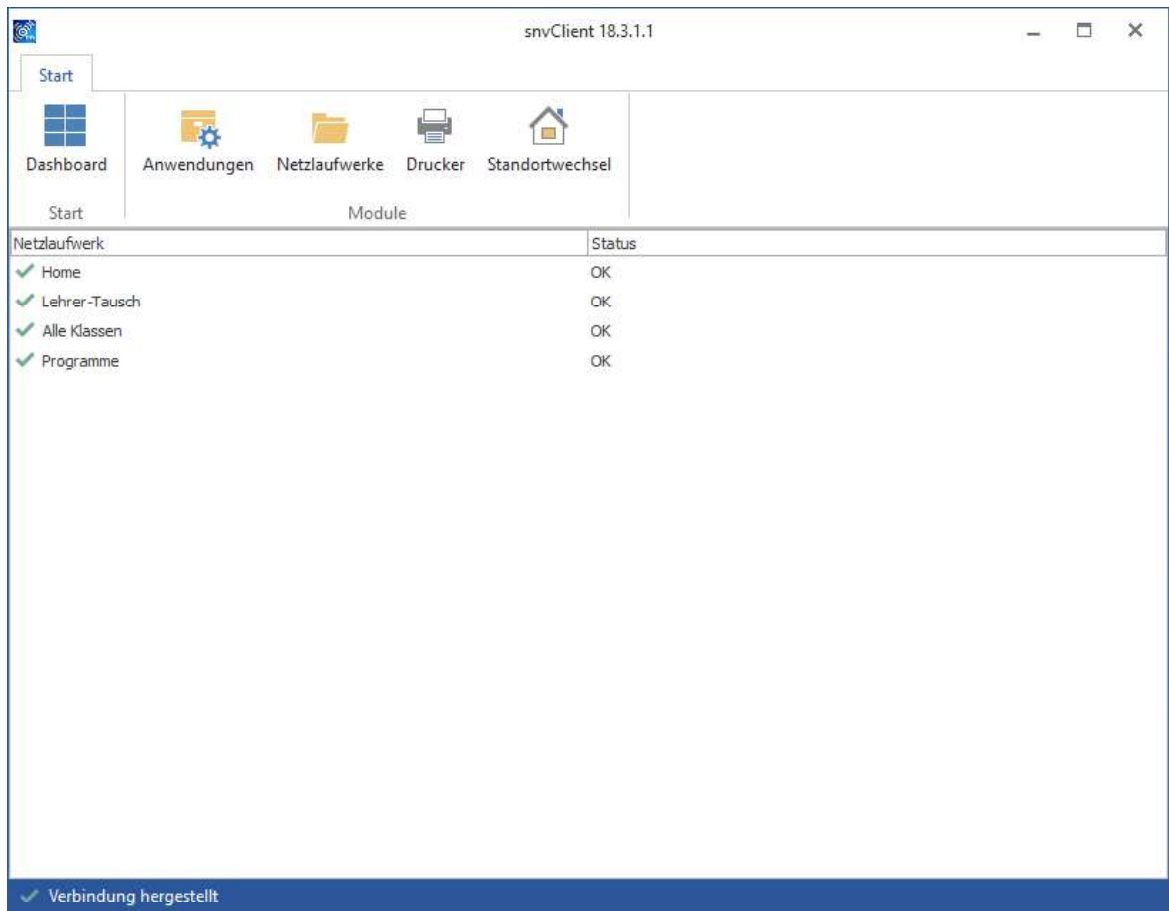 snvClient 18.3.1.1
Start
Dashboard Anwendungen Netzlaufwerke Drucker Standortwechsel
Start Module
Netzlaufwerk Status
Home OK
Lehrer-Tausch OK
Alle Klassen OK
Programme OK
Verbindung hergestellt